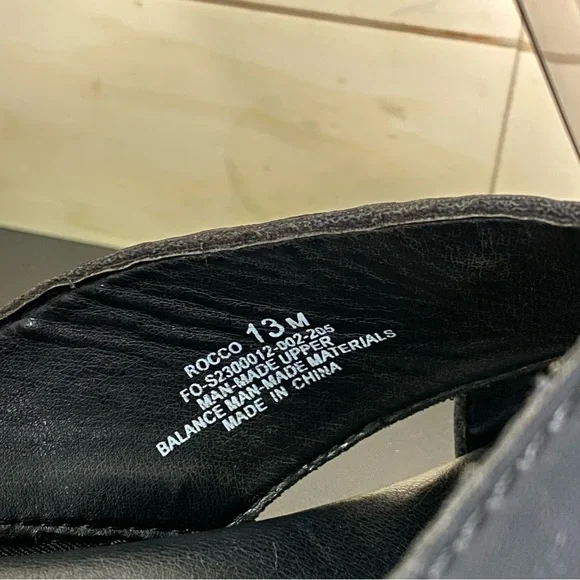 ROCCO 13 M
FO-S2300012-002-205
MAN-MADE UPPER
BALANCE MAN-MADE MATERIALS
MADE IN CHINA